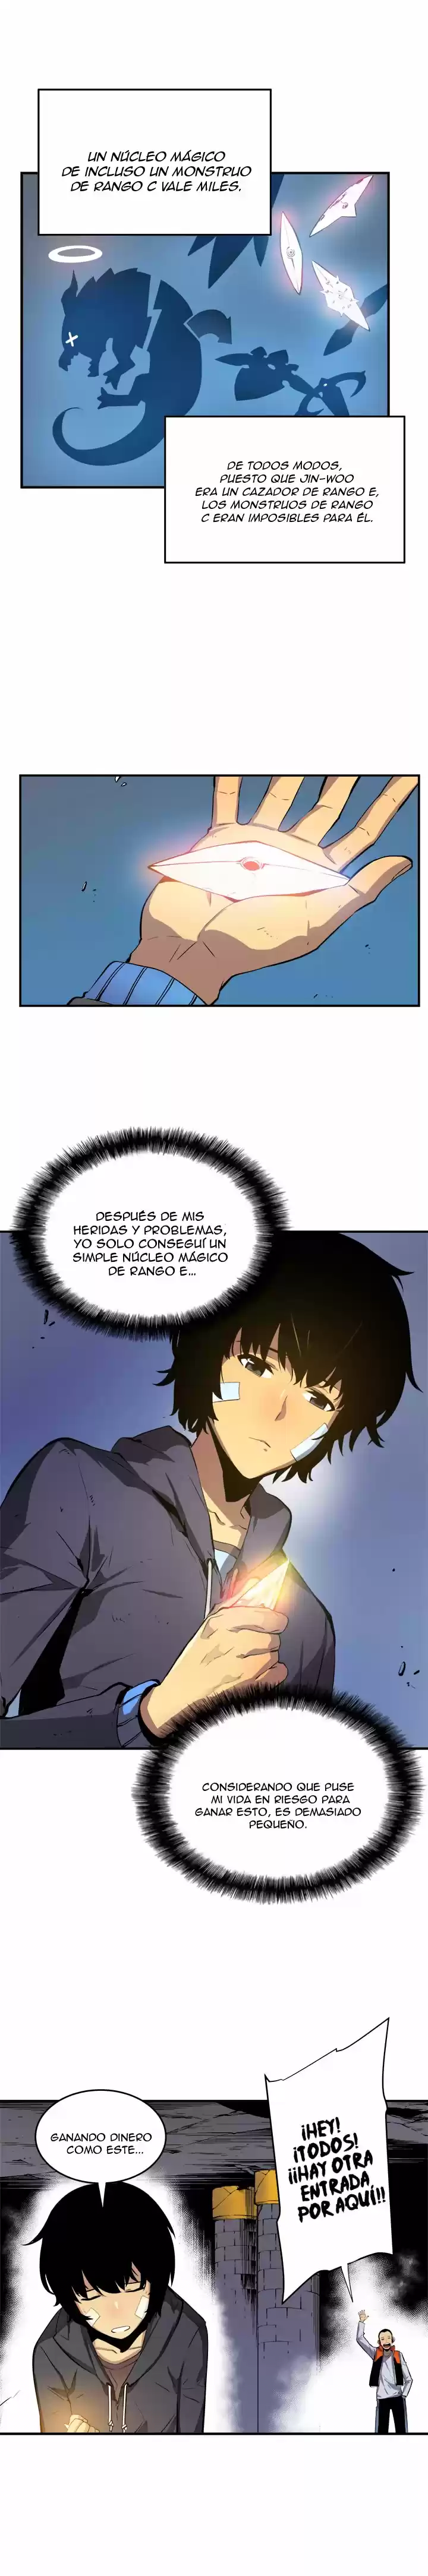 UN NÚCLEO MÁGICO
DE INCLUSO UN MONSTRUO
DE RANGO C VALE MILES.
DE TODOS MODOS,
PUESTO QUE JIN-WOO
ERA UN CAZADOR DE RANGO E,
LOS MONSTRUOS DE RANGO
C ERAN IMPOSIBLES PARA ÉL.
DESPUÉS DE MIS
HERIDAS Y PROBLEMAS,
YO SOLO CONSEGUÍ UN
SIMPLE NÚCLEO MÁGICO
DE RANGO E...
CONSIDERANDO QUE PUSE
MI VIDA EN RIESGO PARA
GANAR ESTO, ES DEMASIADO
PEQUEÑO.
GANANDO DINERO
COMO ESTE...
¡HEY!
¡TODOS!
¡¡HAY OTRA
ENTRADA
POR AQUÍ!!